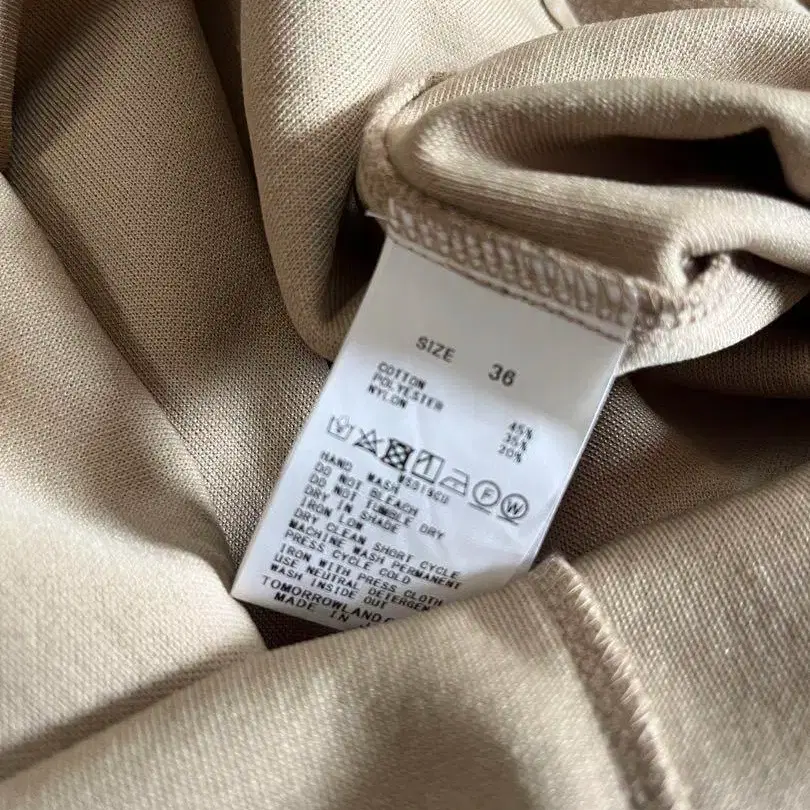 SIZE 36
COTTON 45%
POLYESTER 35%
NYLON 20%
F W
HAND WASH
DO NOT BLEACH
DO NOT TUMBLE DRY
DRY IN SHADE
IRON LOW
DRY CLEAN SHORT CYCLE
MACHINE WASH PERMANENT
PRESS CYCLE COLD
IRON WITH PRESS CLOTH
USE NEUTRAL DETERGEN
WASH INSIDE OUT
TOMORROWLAND
MADE IN